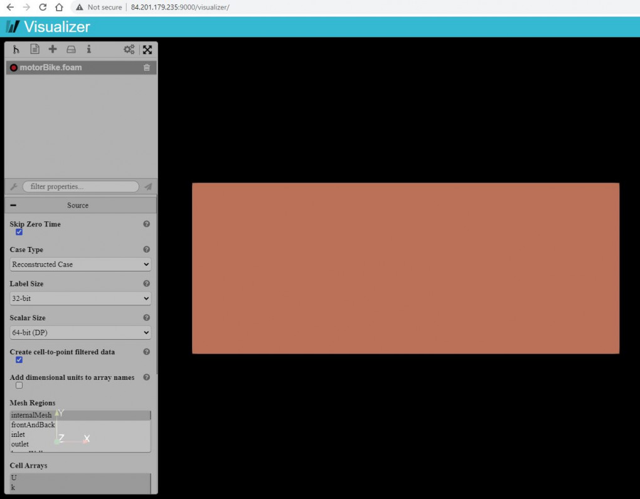 Not secure
84.201.179.235:9000/visualizer/
Visualizer
motorBike.foam
filter properties...
Source
Skip Zero Time
Case Type
Reconstructed Case
Label Size
32-bit
Scalar Size
64-bit (DP)
Create cell-to-point filtered data
Add dimensional units to array names
Mesh Regions
internalMesh
Y
frontAndBack
inlet
Z X
outlet
Cell Arrays
U
k